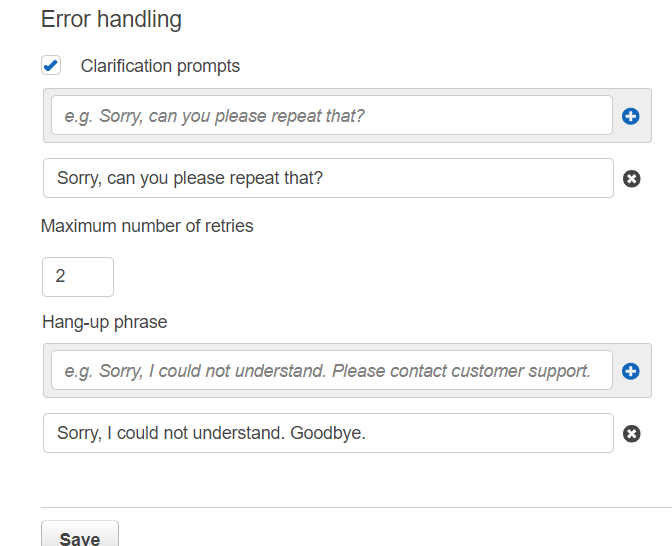 Error handling
Clarification prompts
e.g. Sorry, can you please repeat that?
Sorry, can you please repeat that?
Maximum number of retries
2
Hang-up phrase
e.g. Sorry, I could not understand. Please contact customer support.
Sorry, I could not understand. Goodbye.
Save